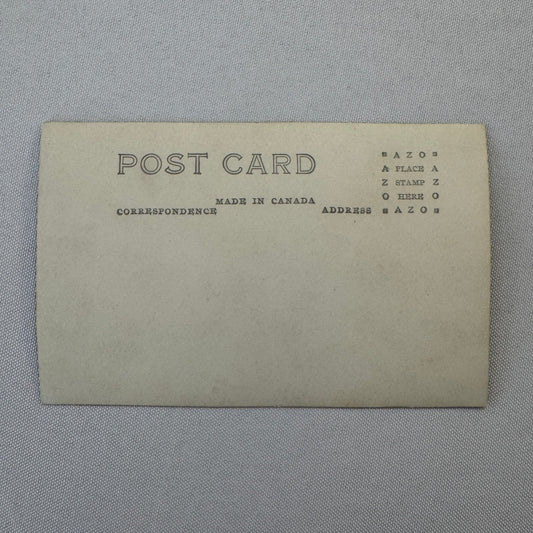 POST CARD
MADE IN CANADA
CORRESPONDENCE
ADDRESS
AZO
A PLACE A
Z STAMP Z
O HERE O
AZO